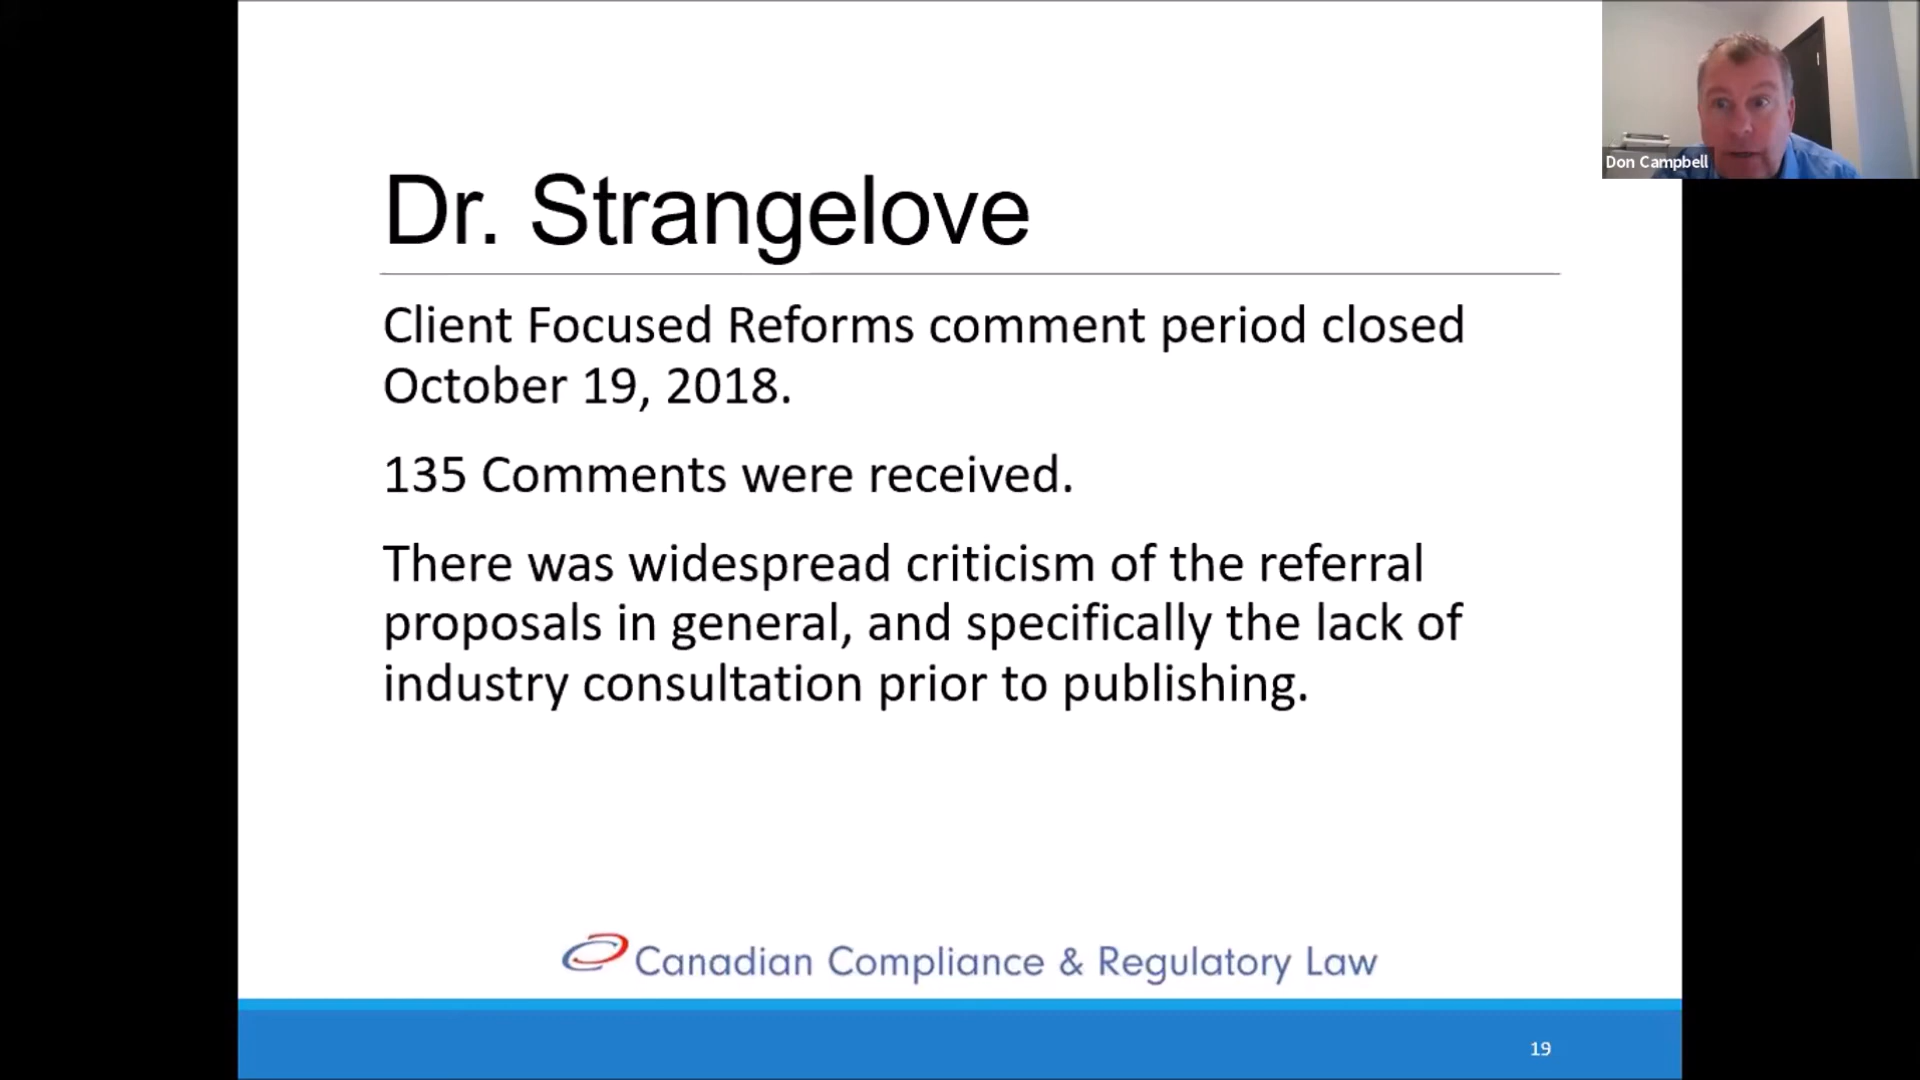 Don Campbell
Dr. Strangelove
Client Focused Reforms comment period closed
October 19, 2018.
135 Comments were received.
There was widespread criticism of the referral
proposals in general, and specifically the lack of
industry consultation prior to publishing.
Canadian Compliance & Regulatory Law
19